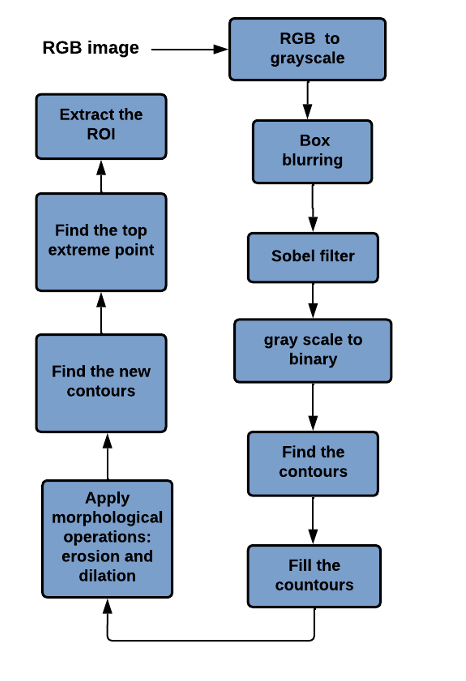 RGB image
RGB to
grayscale
Box
blurring
Sobel filter
gray scale to
binary
Find the
contours
Fill the
countours
Apply
morphological
operations:
erosion and
dilation
Find the new
contours
Find the top
extreme point
Extract the
ROI